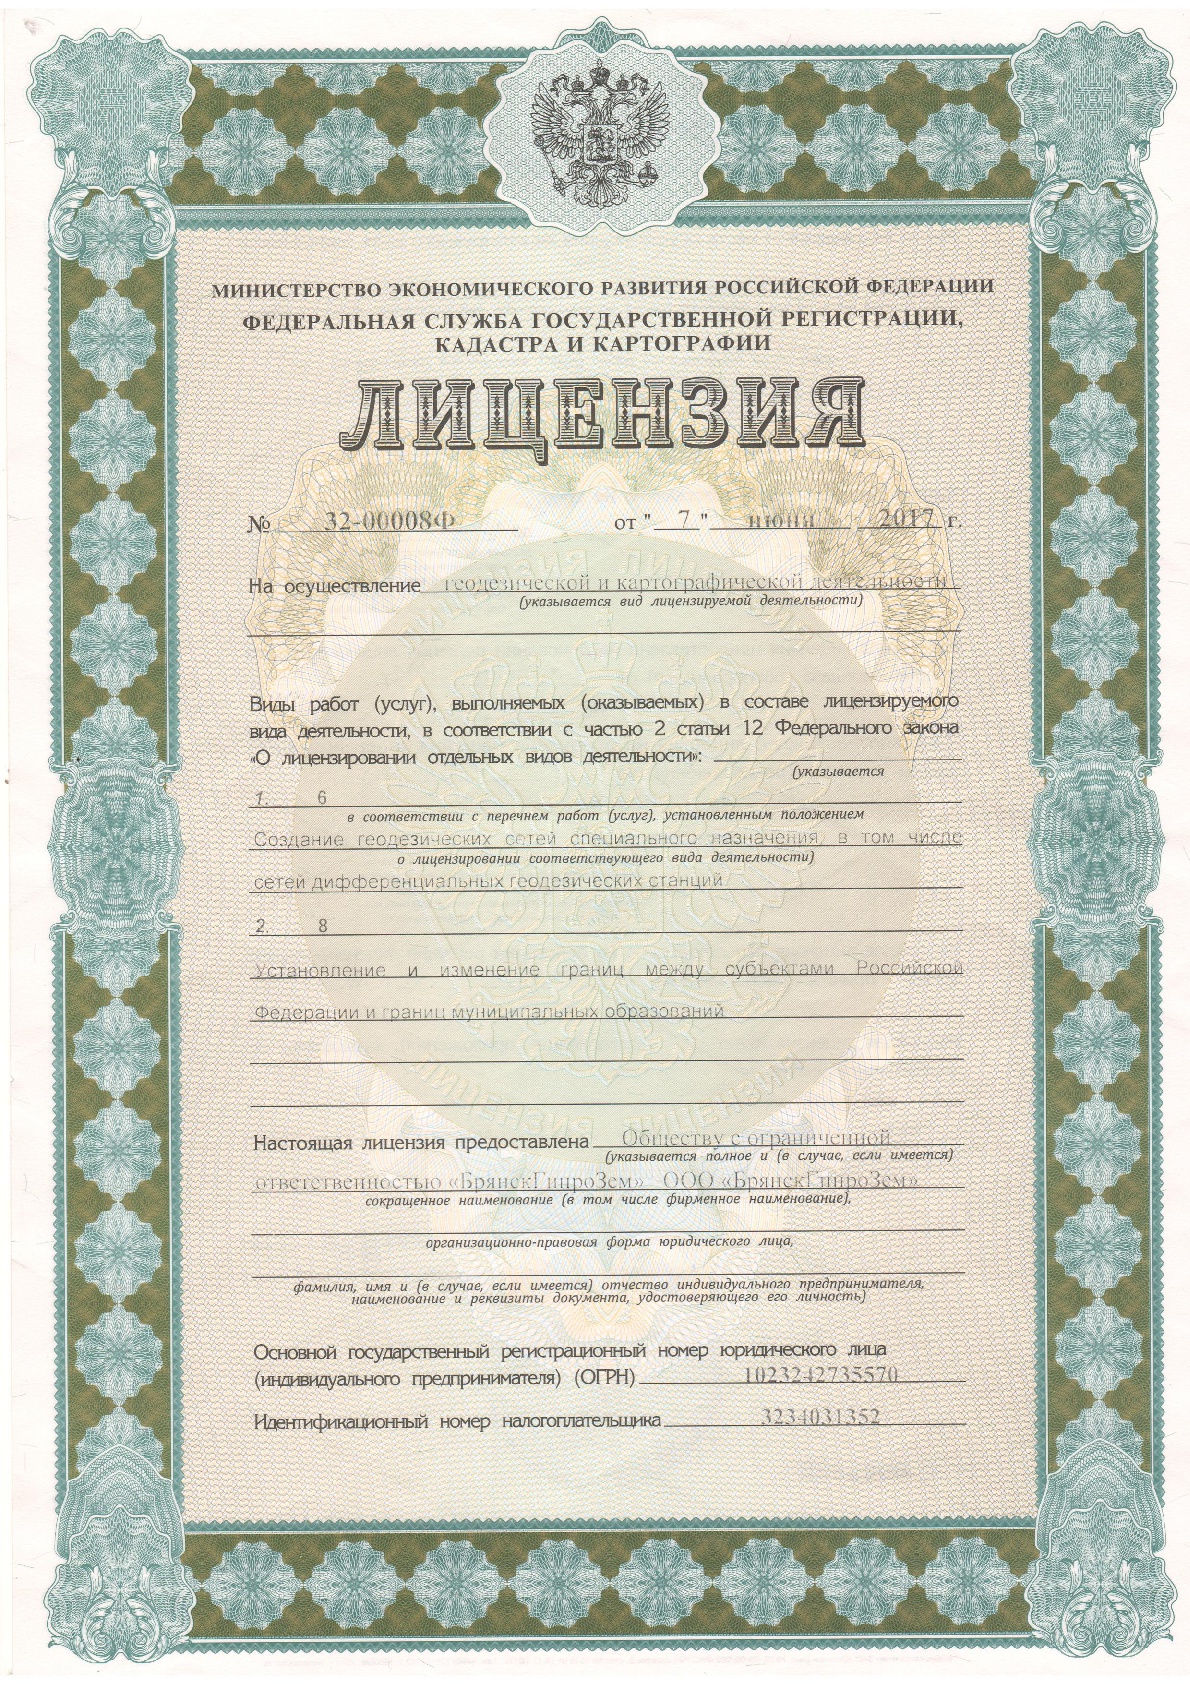 МИНИСТЕРСТВО ЭКОНОМИЧЕСКОГО РАЗВИТИЯ РОССИЙСКОЙ ФЕДЕРАЦИИ
ФЕДЕРАЛЬНАЯ СЛУЖБА ГОСУДАРСТВЕННОЙ РЕГИСТРАЦИИ,
КАДАСТРА И КАРТОГРАФИИ
ЛИЦЕНЗИЯ
№ 32-00008Ф от " 7 " июня 2017 г.
На осуществление геодезической и картографической деятельности
(указывается вид лицензируемой деятельности)
Виды работ (услуг), выполняемых (оказываемых) в составе лицензируемого
вида деятельности, в соответствии с частью 2 статьи 12 Федерального закона
«О лицензировании отдельных видов деятельности»:
(указывается
1. 6
в соответствии с перечнем работ (услуг), установленным положением
Создание геодезических сетей специального назначения, в том числе
о лицензировании соответствующего вида деятельности)
сетей дифференциальных геодезических станций
2. 8
Установление и изменение границ между субъектами Российской
Федерации и границ муниципальных образований
Настоящая лицензия предоставлена Обществу с ограниченной
(указывается полное и (в случае, если имеется)
ответственностью «БрянскГипроЗем» ООО «БрянскГипроЗем»
сокращенное наименование (в том числе фирменное наименование),
организационно-правовая форма юридического лица,
фамилия, имя и (в случае, если имеется) отчество индивидуального предпринимателя,
наименование и реквизиты документа, удостоверяющего его личность)
Основной государственный регистрационный номер юридического лица
(индивидуального предпринимателя) (ОГРН) 1023242735570
Идентификационный номер налогоплательщика 3234031352